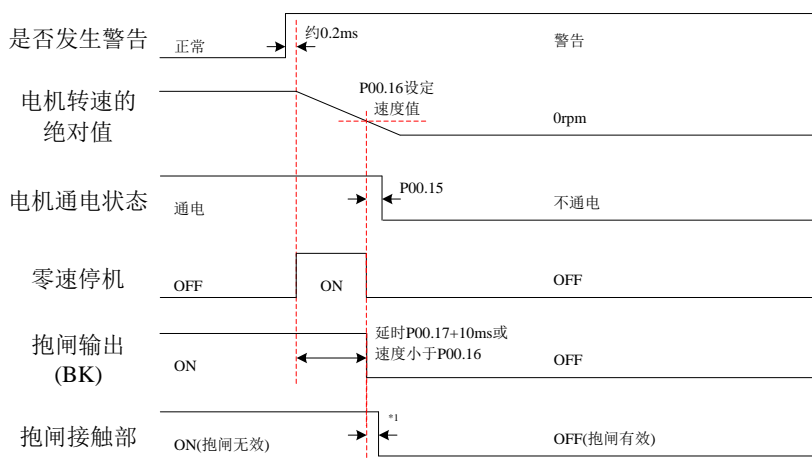 是否发生警告
正常
约0.2ms
警告
电机转速的
绝对值
P00.16设定
速度值
0rpm
电机通电状态
通电
P00.15
不通电
零速停机
OFF
ON
OFF
抱闸输出
(BK)
ON
延时P00.17+10ms或
速度小于P00.16
OFF
抱闸接触部
ON(抱闸无效)
*1
OFF(抱闸有效)